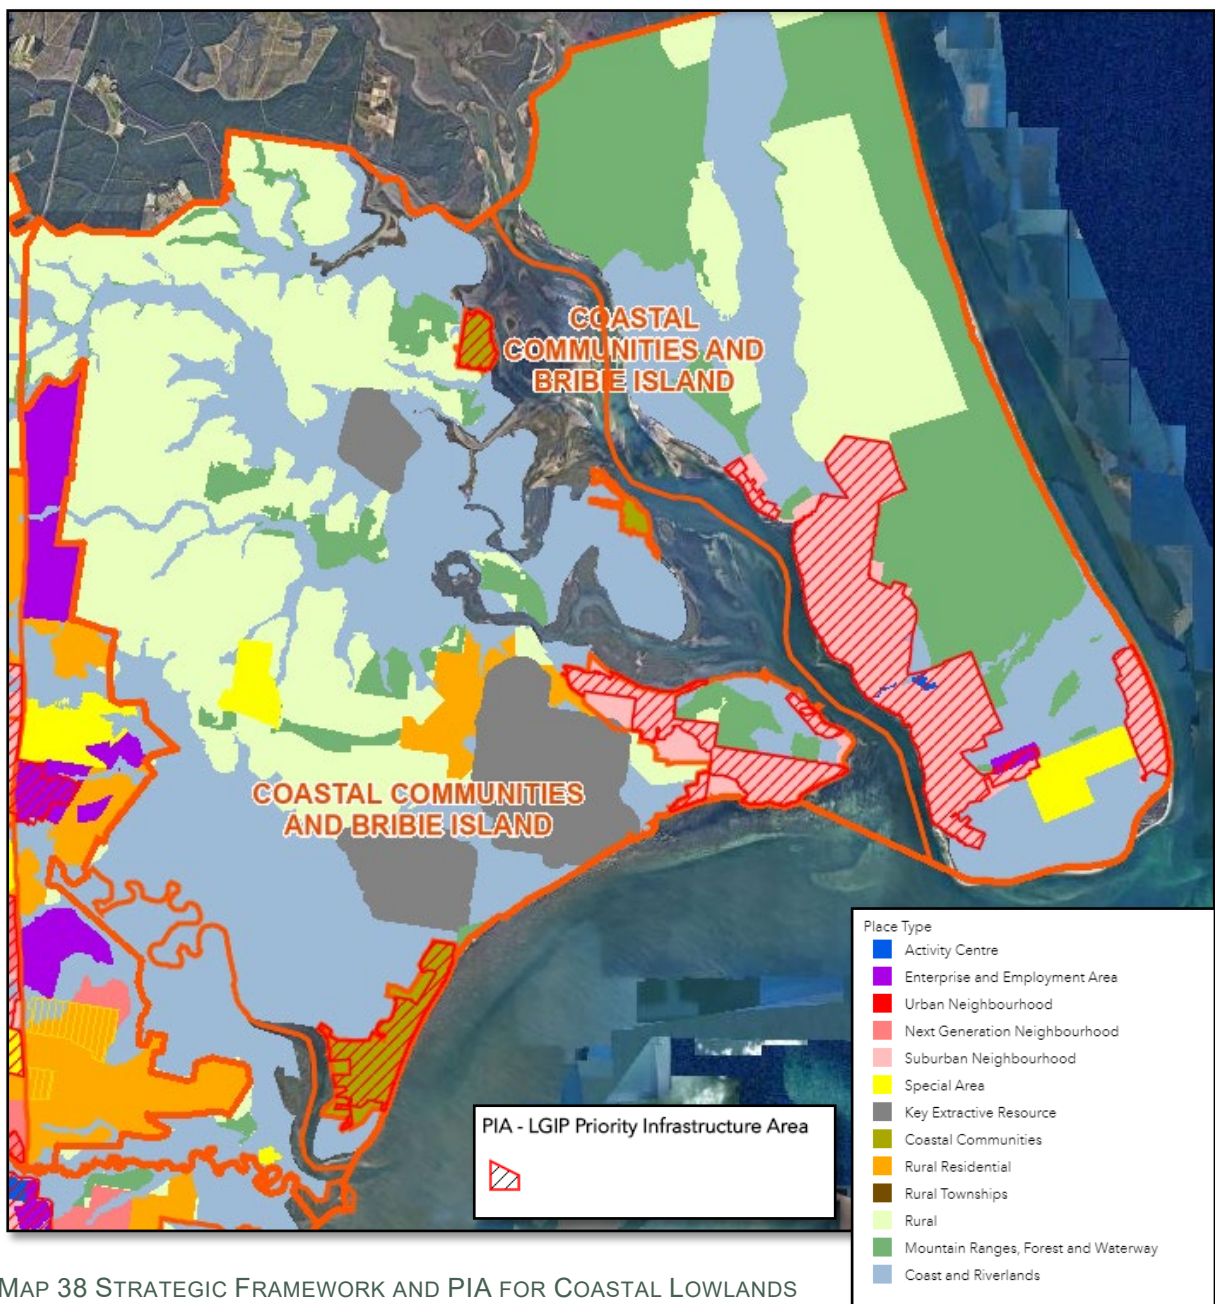 COASTAL
COMMUNITIES AND
BRIBIE ISLAND
COASTAL COMMUNITIES
AND BRIBIE ISLAND
PIA - LGIP Priority Infrastructure Area
Place Type
Activity Centre
Enterprise and Employment Area
Urban Neighbourhood
Next Generation Neighbourhood
Suburban Neighbourhood
Special Area
Key Extractive Resource
Coastal Communities
Rural Residential
Rural Townships
Rural
Mountain Ranges, Forest and Waterway
Coast and Riverlands
MAP 38 STRATEGIC FRAMEWORK AND PIA FOR COASTAL LOWLANDS